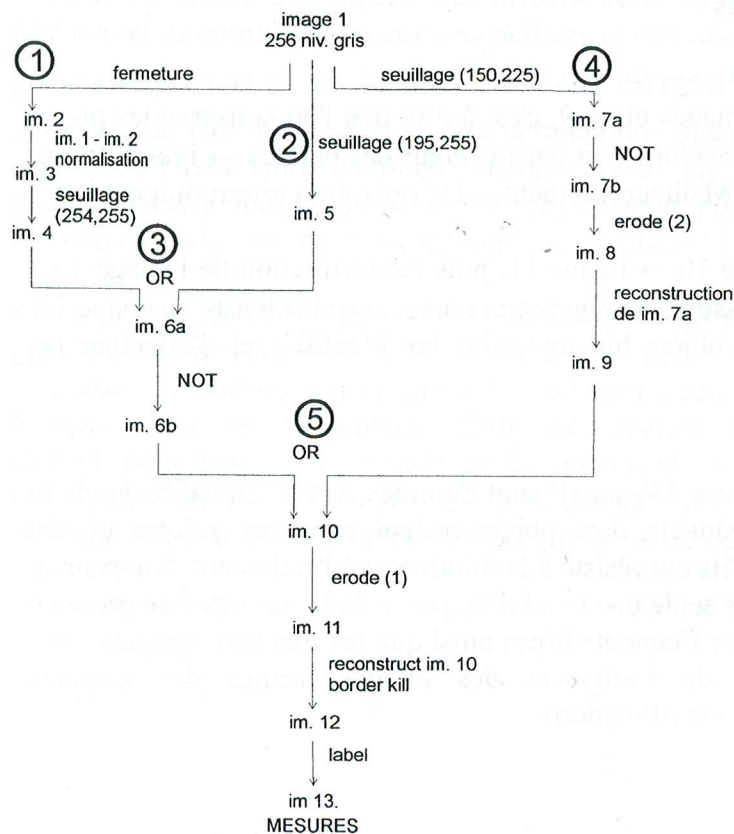 image 1
256 niv. gris
1
fermeture
seuillage (150,225)
4
im. 2
im. 1 - im. 2
normalisation
im. 3
seuillage
(254,255)
im. 4
2
seuillage (195,255)
im. 5
im. 7a
NOT
im. 7b
erode (2)
im. 8
reconstruction
de im. 7a
im. 9
3
OR
im. 6a
NOT
im. 6b
5
OR
im. 10
erode (1)
im. 11
reconstruct im. 10
border kill
im. 12
label
im 13.
MESURES